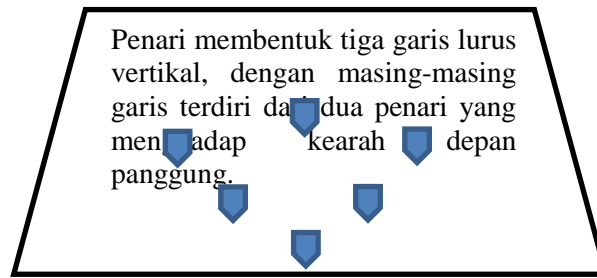 Penari membentuk tiga garis lurus
vertikal, dengan masing-masing
garis terdiri dari dua penari yang
menghadap kearah depan
panggung.